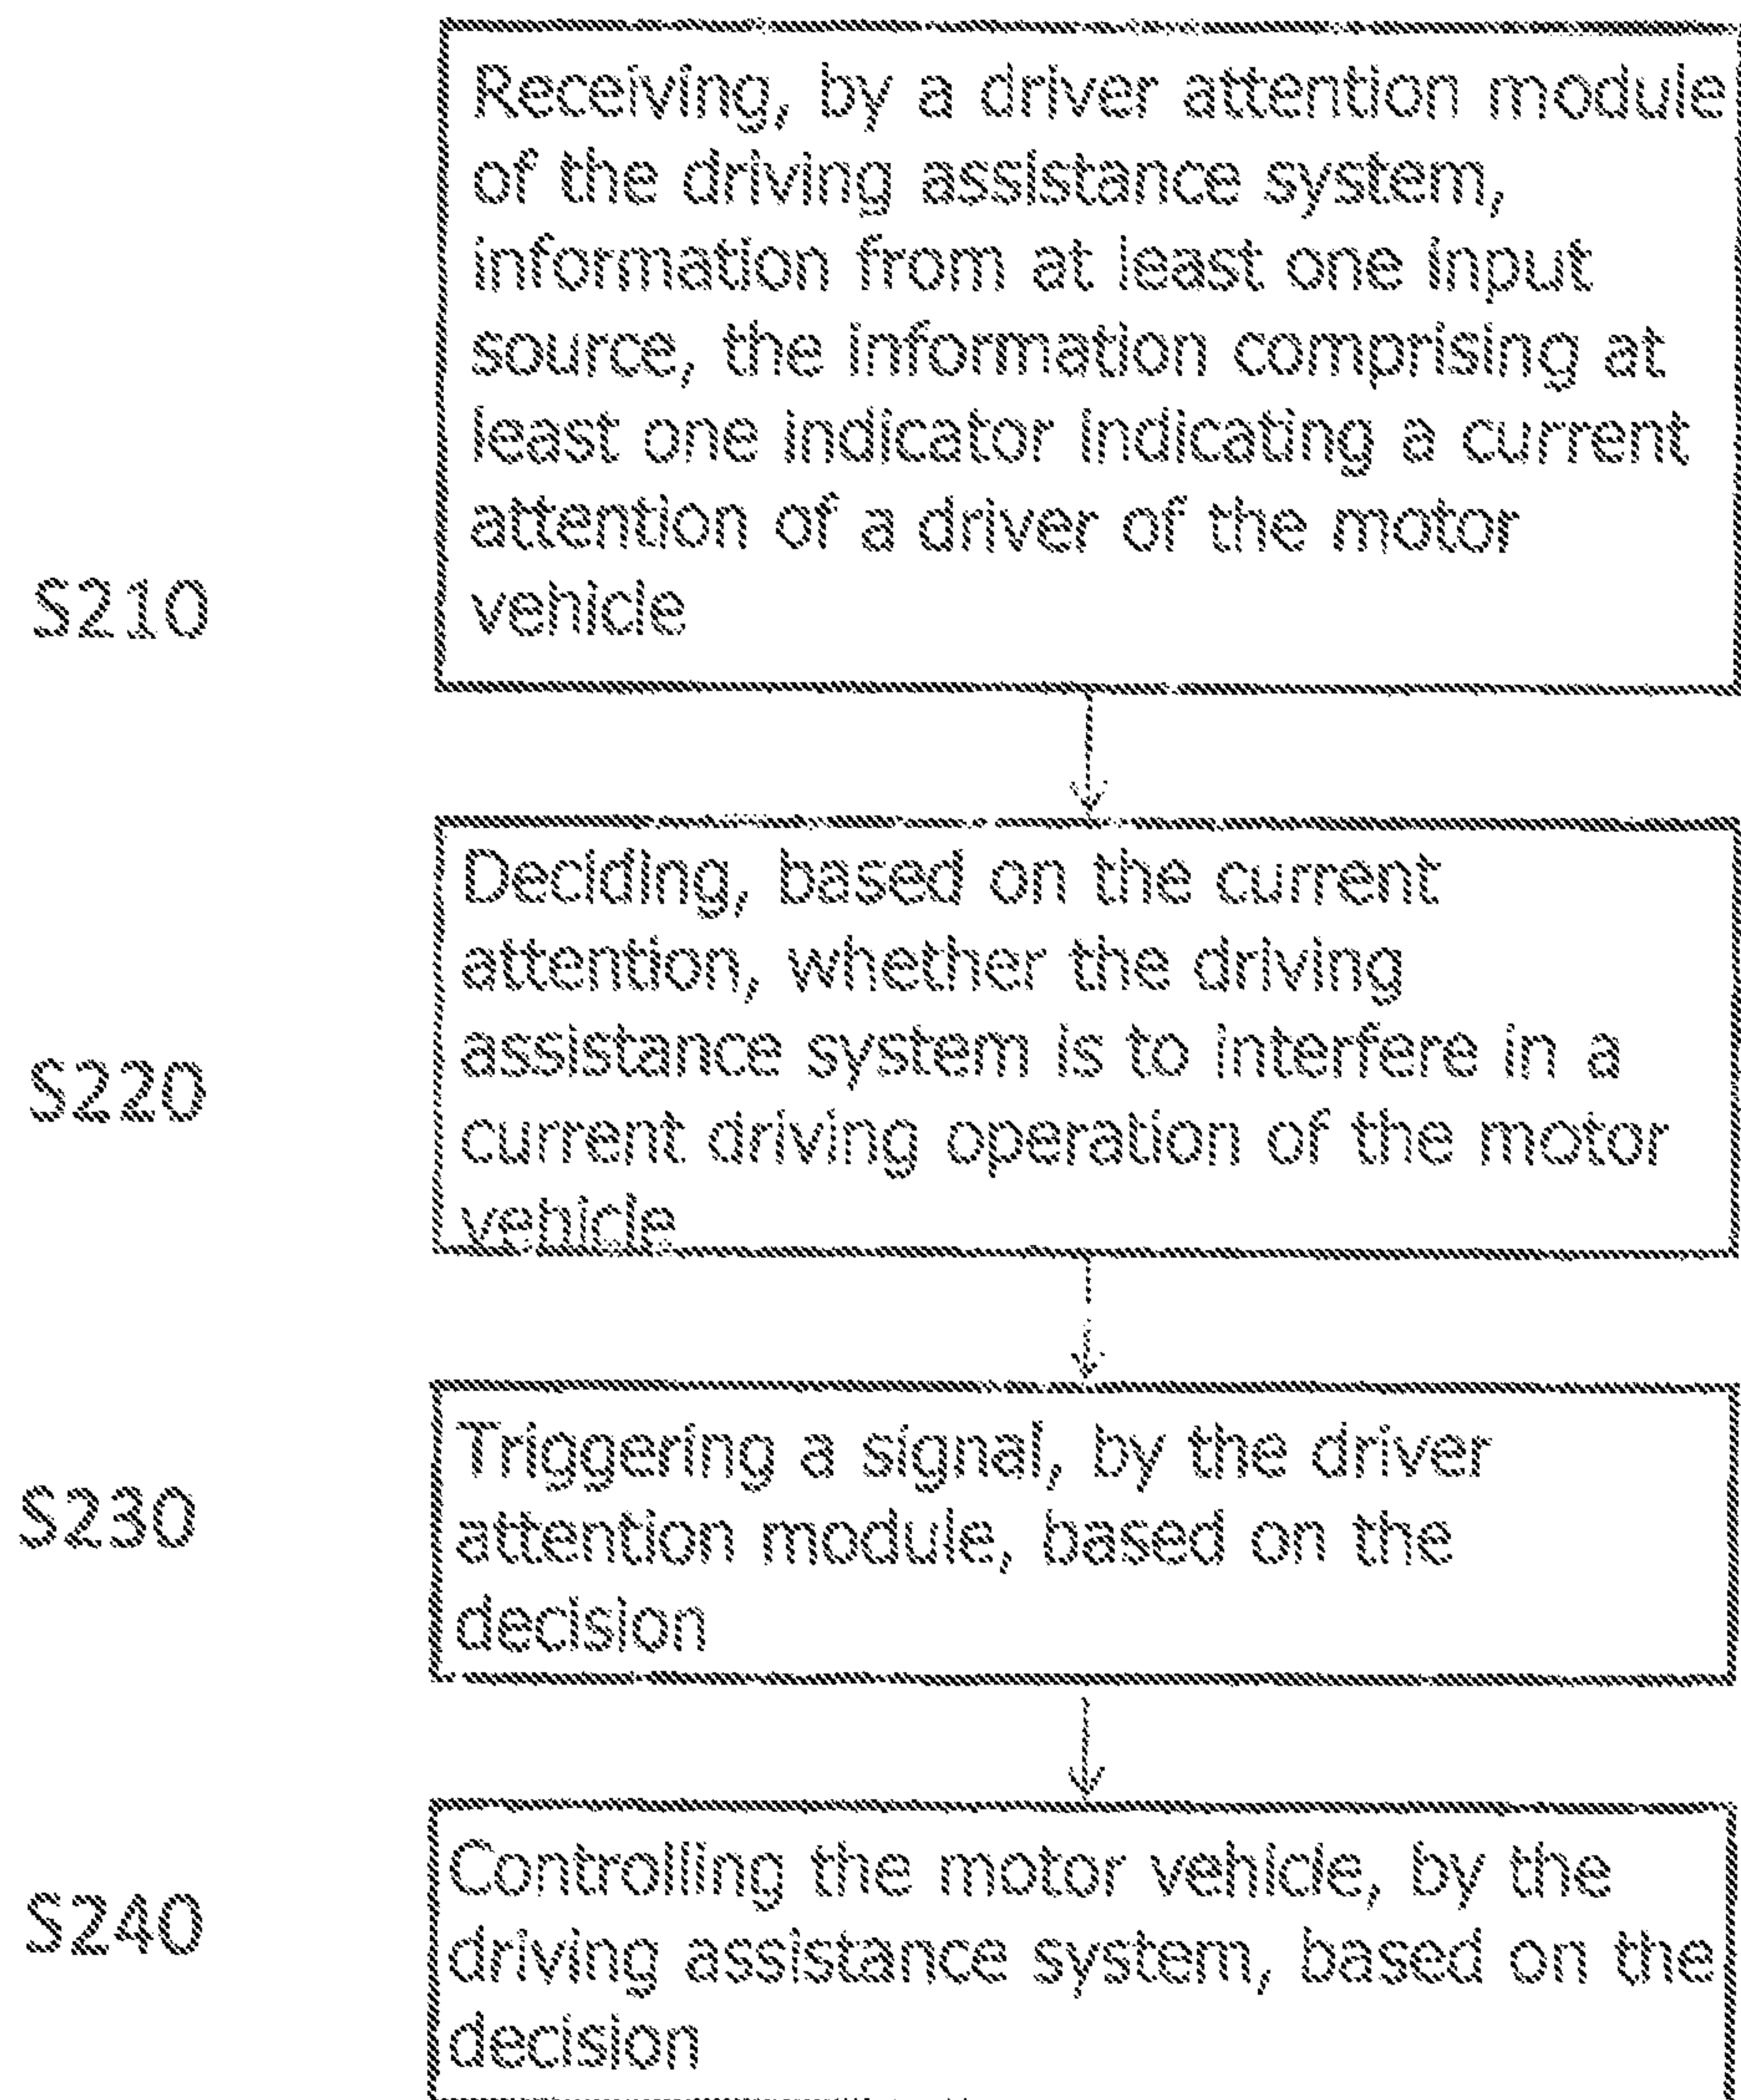 Receiving, by a driver attention module
of the driving assistance system,
information from at least one input
source, the information comprising at
least one indicator indicating a current
attention of a driver of the motor
S210
vehicle
Deciding, based on the current
attention, whether the driving
assistance system is to interfere in a
S220
current driving operation of the motor
vehicle
Triggering a signal, by the driver
S230
attention module, based on the
decision
Controlling the motor vehicle, by the
S240
driving assistance system, based on the
decision